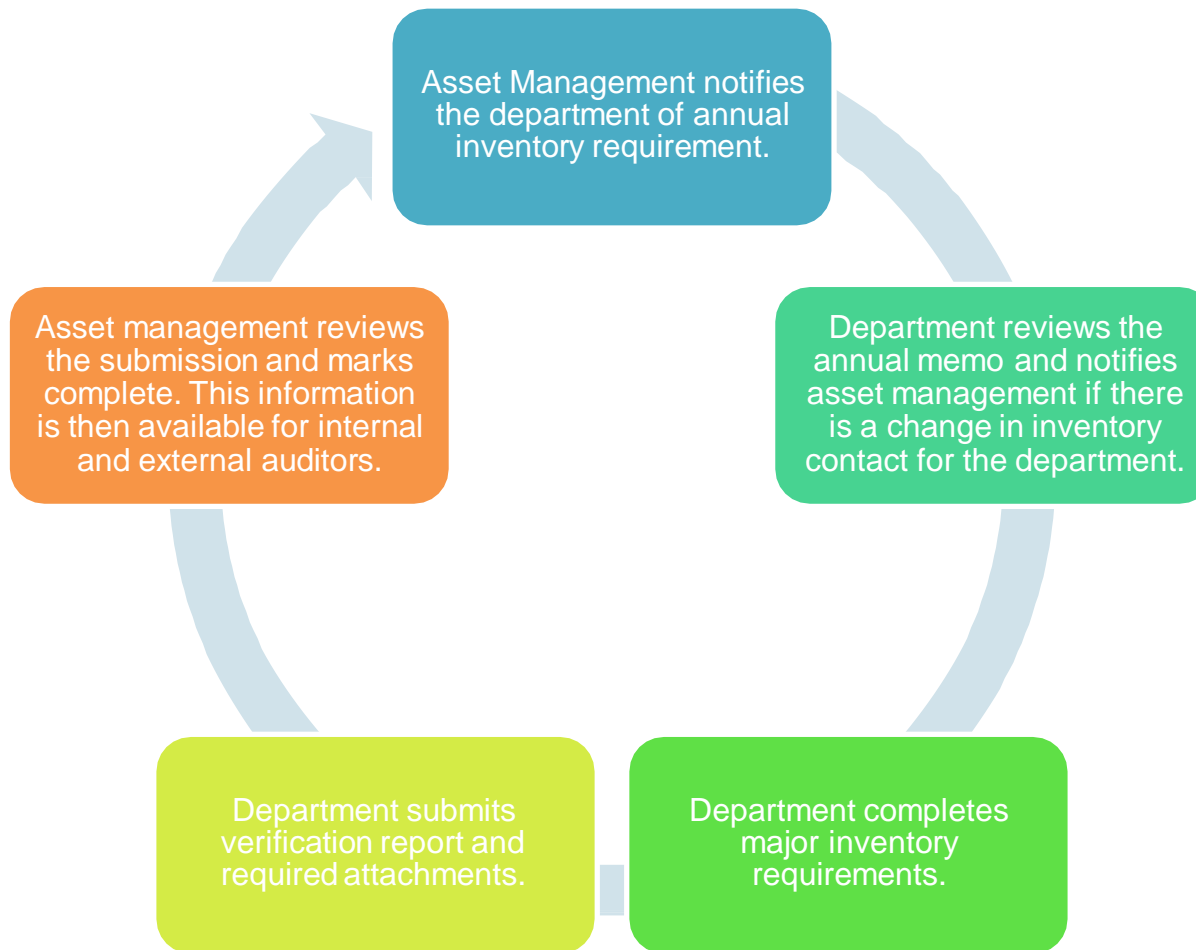 Asset Management notifies
the department of annual
inventory requirement.
Department reviews the
annual memo and notifies
asset management if there
is a change in inventory
contact for the department.
Department completes
major inventory
requirements.
Department submits
verification report and
required attachments.
Asset management reviews
the submission and marks
complete. This information
is then available for internal
and external auditors.